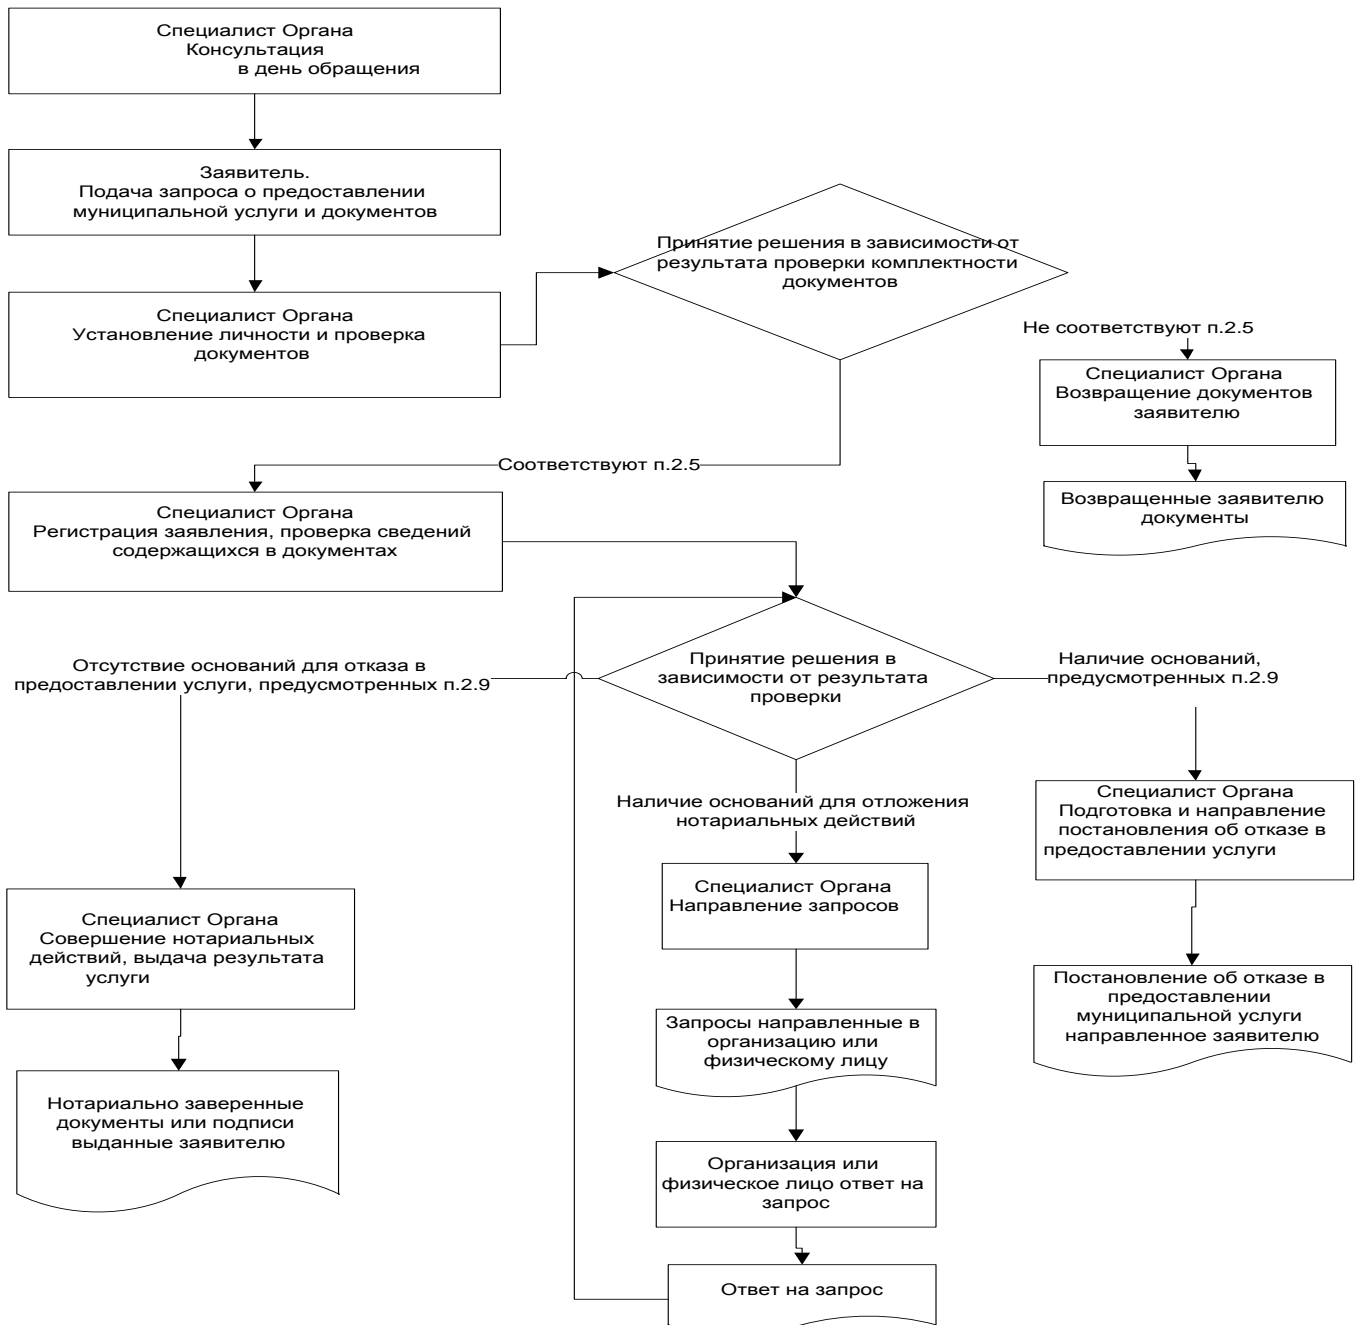 Специалист Органа
Консультация
в день обращения
Заявитель.
Подача запроса о предоставлении
муниципальной услуги и документов
Специалист Органа
Установление личности и проверка
документов
Принятие решения в зависимости от
результата проверки комплектности
документов
Не соответствуют п.2.5
Специалист Органа
Возвращение документов
заявителю
Возвращенные заявителю
документы
Соответствуют п.2.5
Специалист Органа
Регистрация заявления, проверка сведений
содержащихся в документах
Принятие решения в
зависимости от результата
проверки
Отсутствие оснований для отказа в
предоставлении услуги, предусмотренных п.2.9
Наличие оснований,
предусмотренных п.2.9
Наличие оснований для отложения
нотариальных действий
Специалист Органа
Подготовка и направление
постановления об отказе в
предоставлении услуги
Специалист Органа
Направление запросов
Специалист Органа
Совершение нотариальных
действий, выдача результата
услуги
Постановление об отказе в
предоставлении
муниципальной услуги
направленное заявителю
Запросы направленные в
организацию или
физическому лицу
Нотариально заверенные
документы или подписи
выданные заявителю
Организация или
физическое лицо ответ на
запрос
Ответ на запрос